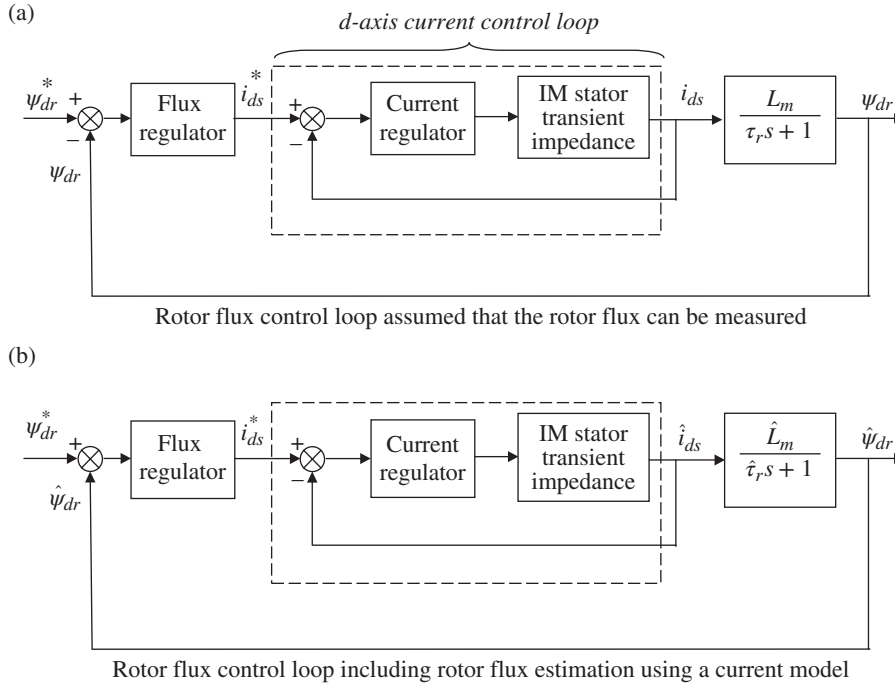 (a)
d-axis current control loop
ψ*dr
+
−
ψdr
Flux
regulator
i*ds
+
−
Current
regulator
IM stator
transient
impedance
ids
Lm
τrs + 1
ψdr
Rotor flux control loop assumed that the rotor flux can be measured
(b)
ψ*dr
+
ψ̂dr
Flux
regulator
i*ds
+
−
Current
regulator
IM stator
transient
impedance
îds
L̂m
τ̂rs + 1
ψ̂dr
Rotor flux control loop including rotor flux estimation using a current model